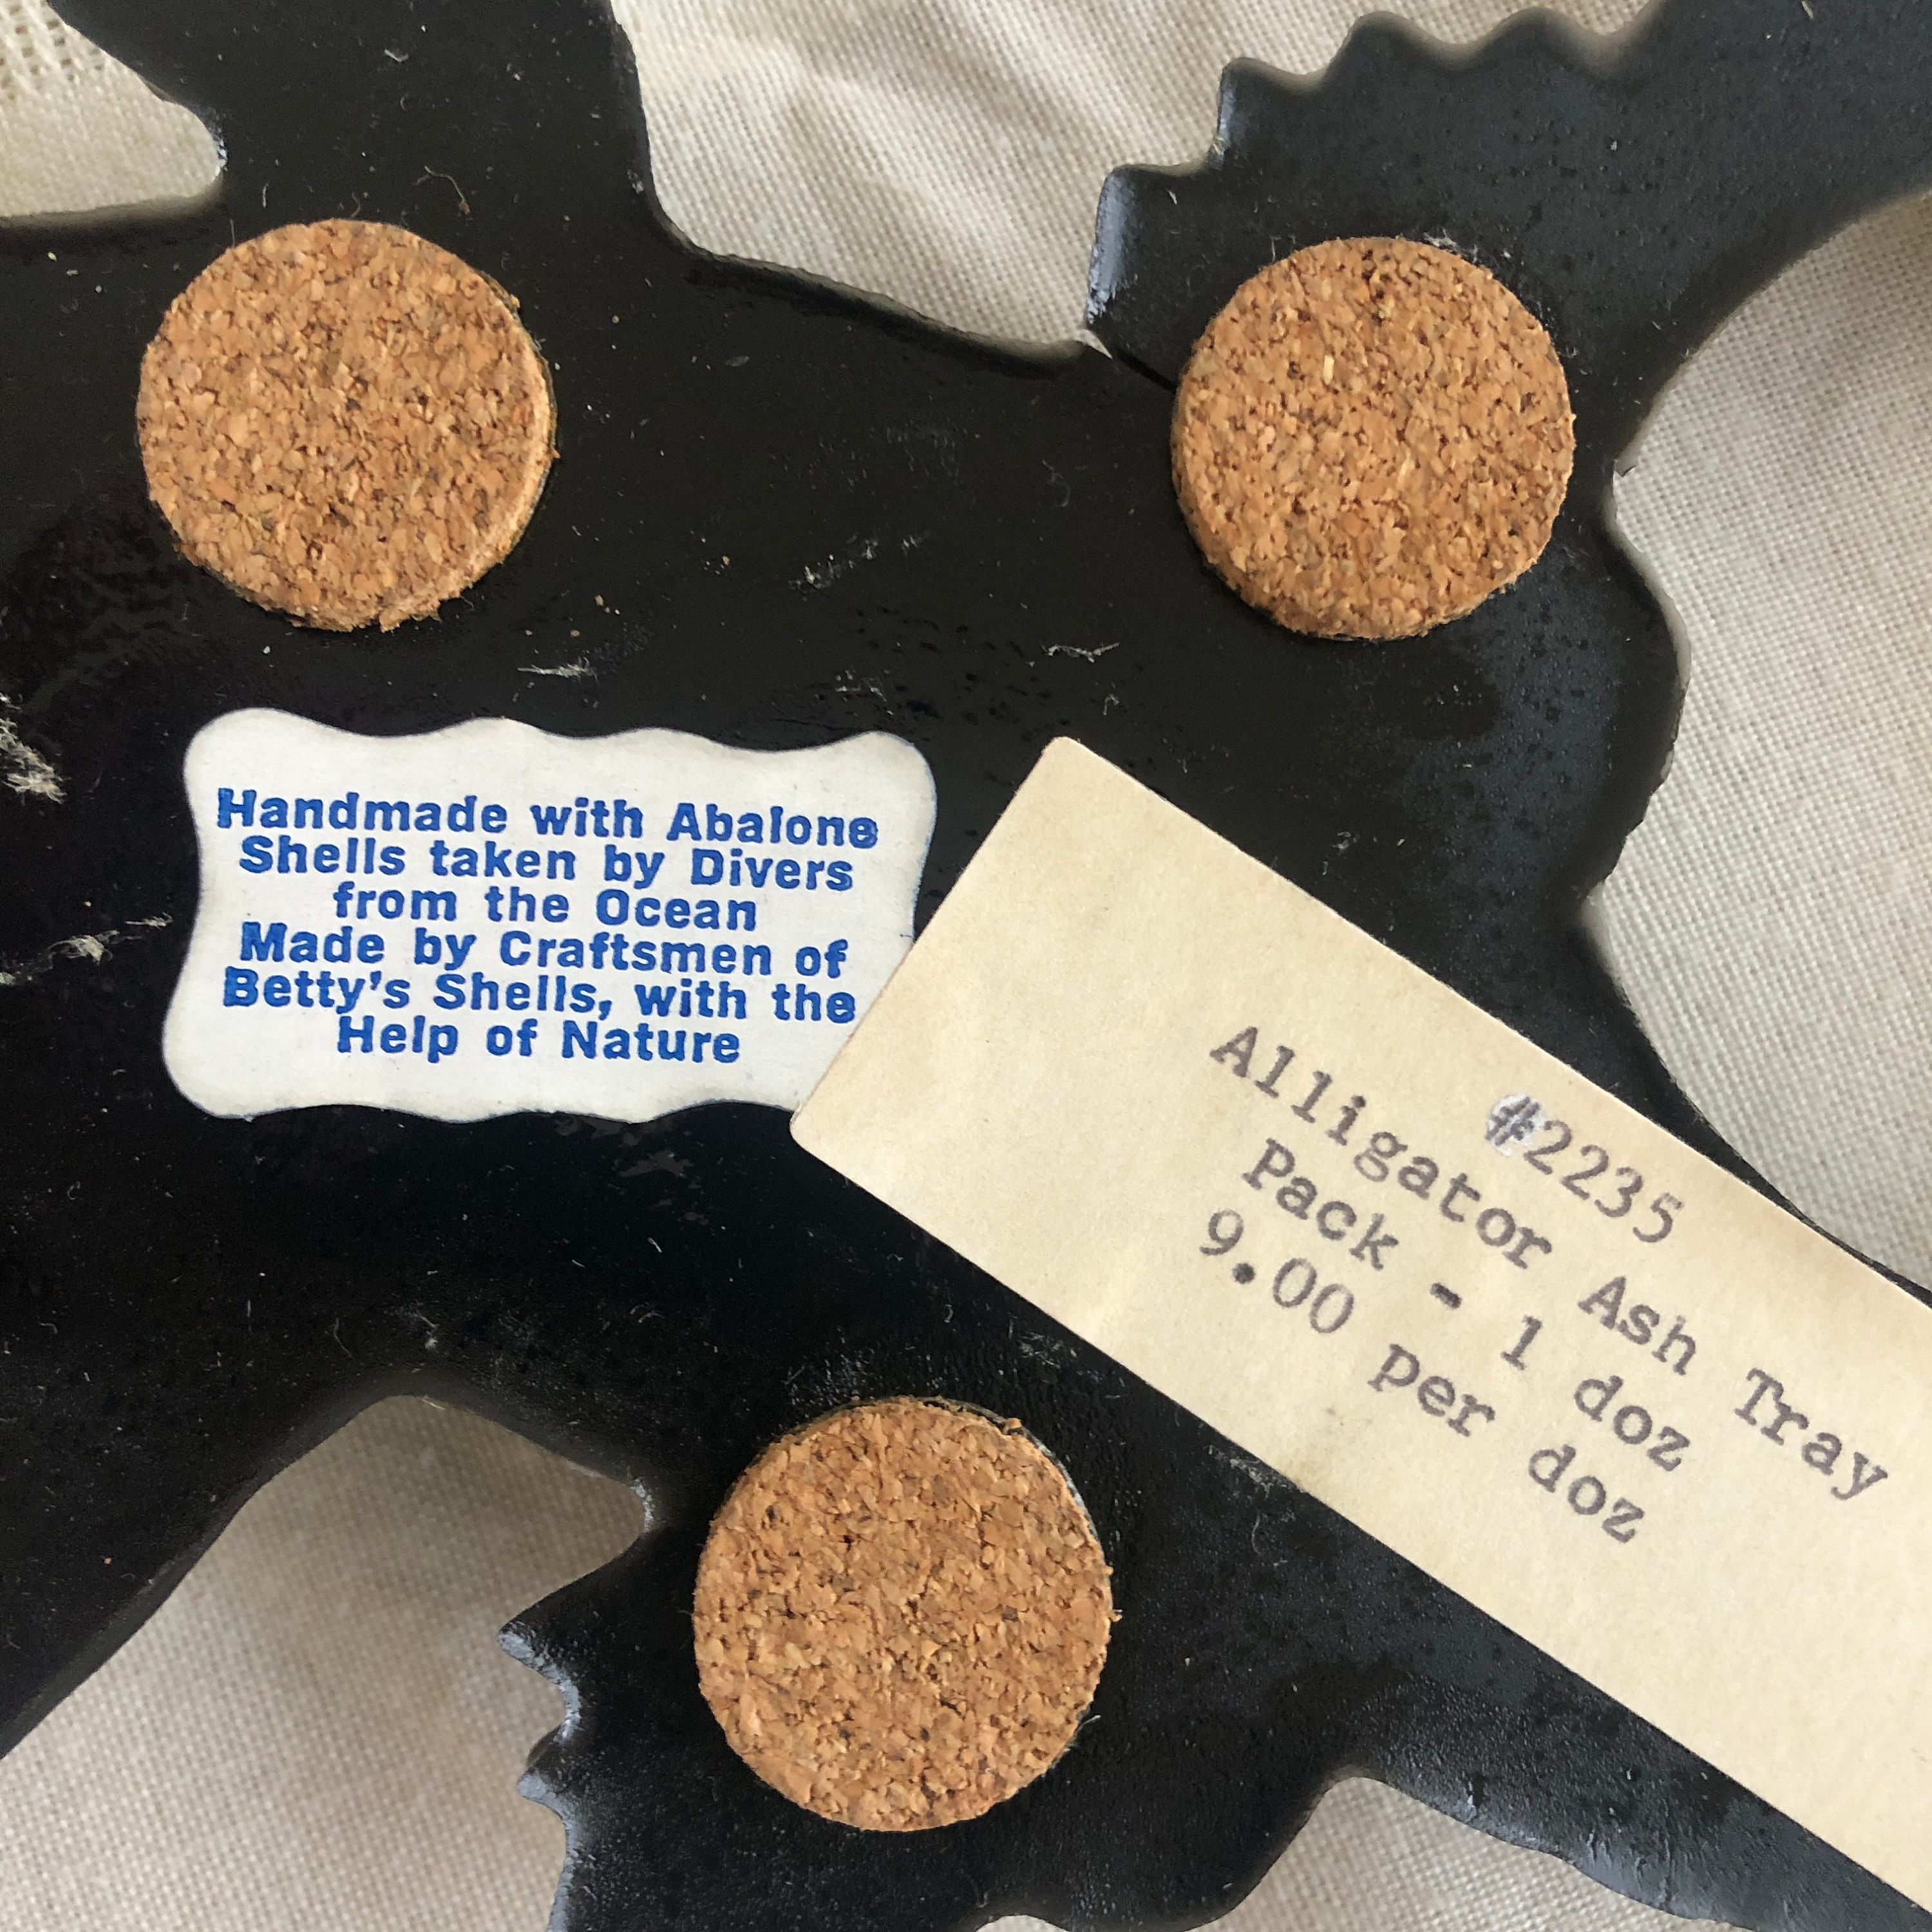 Handmade with Abalone
Shells taken by Divers
from the Ocean
Made by Craftsmen of
Betty's Shells, with the
Help of Nature
#2235
Alligator Ash Tray
Pack - 1 doz
9.00 per doz